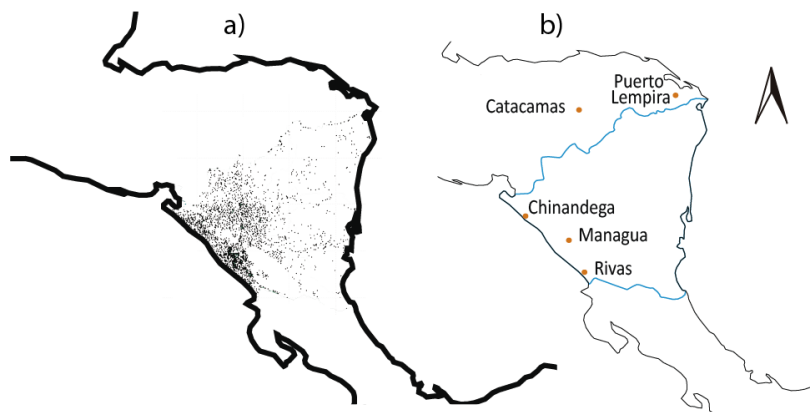 a)
b)
Puerto
Lempira
Catacamas
Chinandega
Managua
Rivas